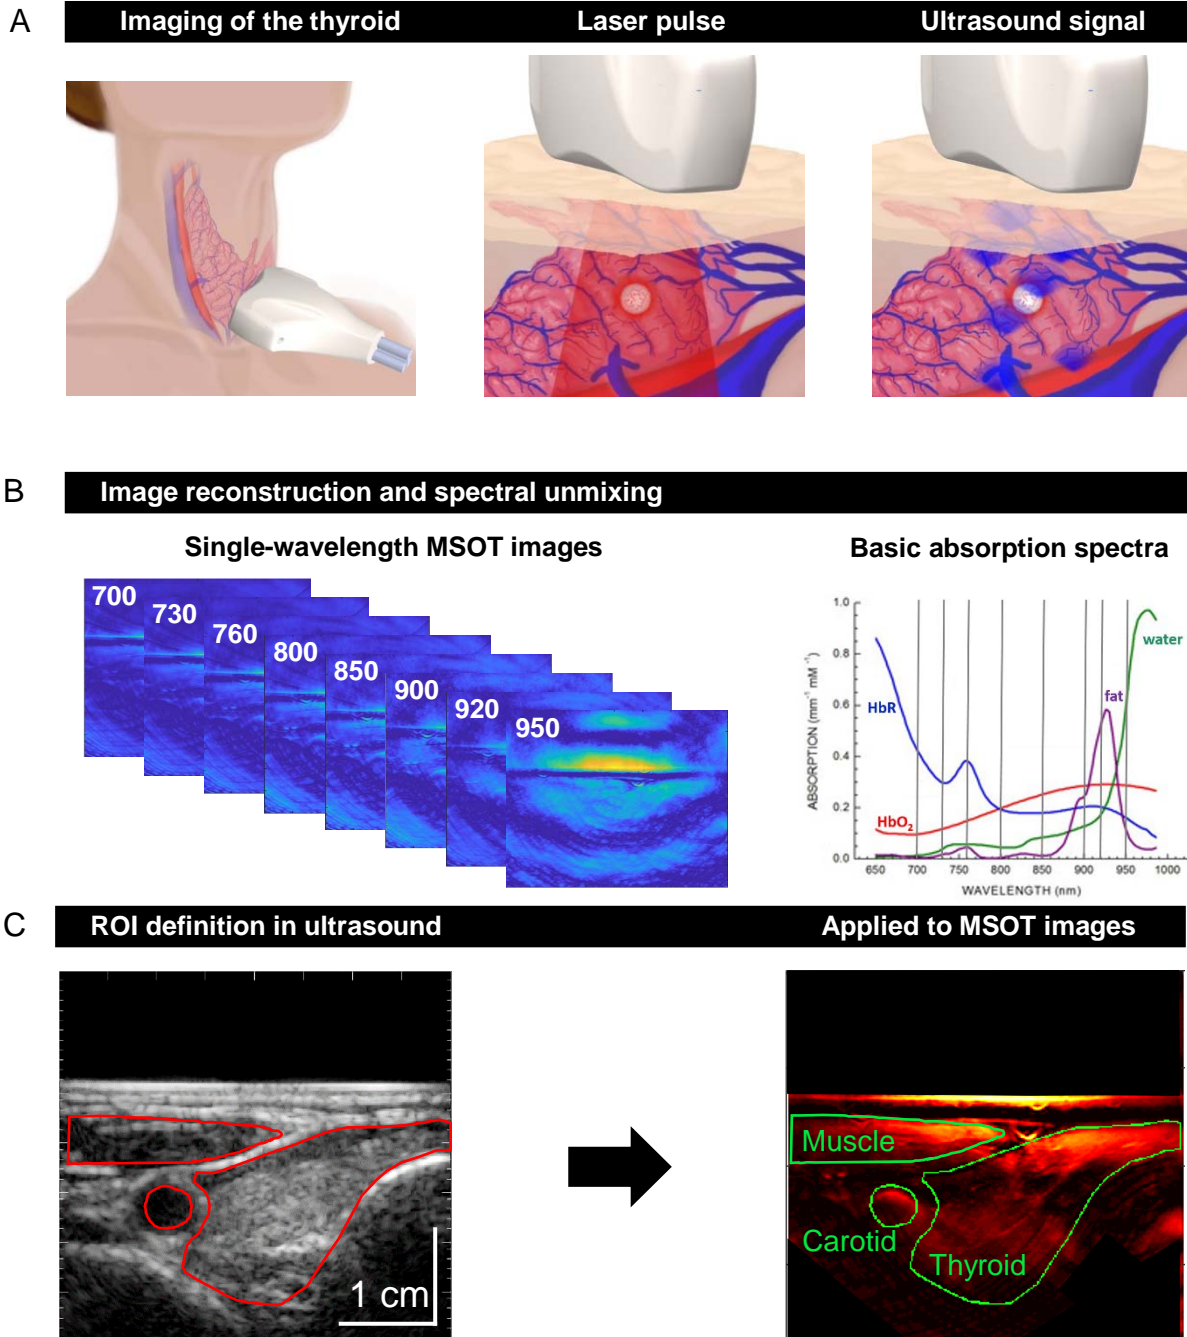 A
Imaging of the thyroid
Laser pulse
Ultrasound signal
B
Image reconstruction and spectral unmixing
Single-wavelength MSOT images
Basic absorption spectra
700
730
760
800
850
900
920
950
1.0
0.8
0.6
0.4
0.2
0.0
ABSORPTION (mm⁻¹ mM⁻¹)
HbR
HbO₂
fat
water
650 700 750 800 850 900 950 1000
WAVELENGTH (nm)
C
ROI definition in ultrasound
Applied to MSOT images
1 cm
Muscle
Carotid
Thyroid